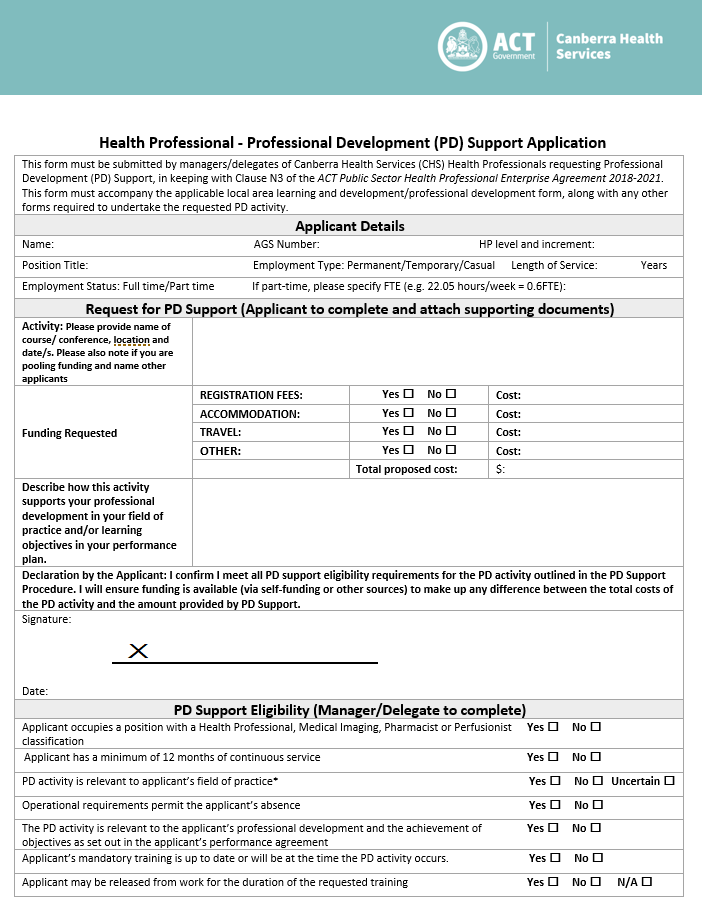 ACT
Government
Canberra Health
Services
Health Professional - Professional Development (PD) Support Application
This form must be submitted by managers/delegates of Canberra Health Services (CHS) Health Professionals requesting Professional
Development (PD) Support, in keeping with Clause N3 of the ACT Public Sector Health Professional Enterprise Agreement 2018-2021.
This form must accompany the applicable local area learning and development/professional development form, along with any other
forms required to undertake the requested PD activity.
Applicant Details
Name: AGS Number: HP level and increment:
Position Title: Employment Type: Permanent/Temporary/Casual Length of Service: Years
Employment Status: Full time/Part time If part-time, please specify FTE (e.g. 22.05 hours/week = 0.6FTE):
Request for PD Support (Applicant to complete and attach supporting documents)
Activity: Please provide name of
course/ conference, location and
date/s. Please also note if you are
pooling funding and name other
applicants
Funding Requested
REGISTRATION FEES: Yes ☐ No ☐ Cost:
ACCOMMODATION: Yes ☐ No ☐ Cost:
TRAVEL: Yes ☐ No ☐ Cost:
OTHER: Yes ☐ No ☐ Cost:
Total proposed cost: $:
Describe how this activity
supports your professional
development in your field of
practice and/or learning
objectives in your performance
plan.
Declaration by the Applicant: I confirm I meet all PD support eligibility requirements for the PD activity outlined in the PD Support
Procedure. I will ensure funding is available (via self-funding or other sources) to make up any difference between the total costs of
the PD activity and the amount provided by PD Support.
Signature:
X
Date:
PD Support Eligibility (Manager/Delegate to complete)
Applicant occupies a position with a Health Professional, Medical Imaging, Pharmacist or Perfusionist Yes ☐ No ☐
classification
Applicant has a minimum of 12 months of continuous service Yes ☐ No ☐
PD activity is relevant to applicant's field of practice* Yes ☐ No ☐ Uncertain ☐
Operational requirements permit the applicant's absence Yes ☐ No ☐
The PD activity is relevant to the applicant's professional development and the achievement of Yes ☐ No ☐
objectives as set out in the applicant's performance agreement
Applicant's mandatory training is up to date or will be at the time the PD activity occurs. Yes ☐ No ☐
Applicant may be released from work for the duration of the requested training Yes ☐ No ☐ N/A ☐